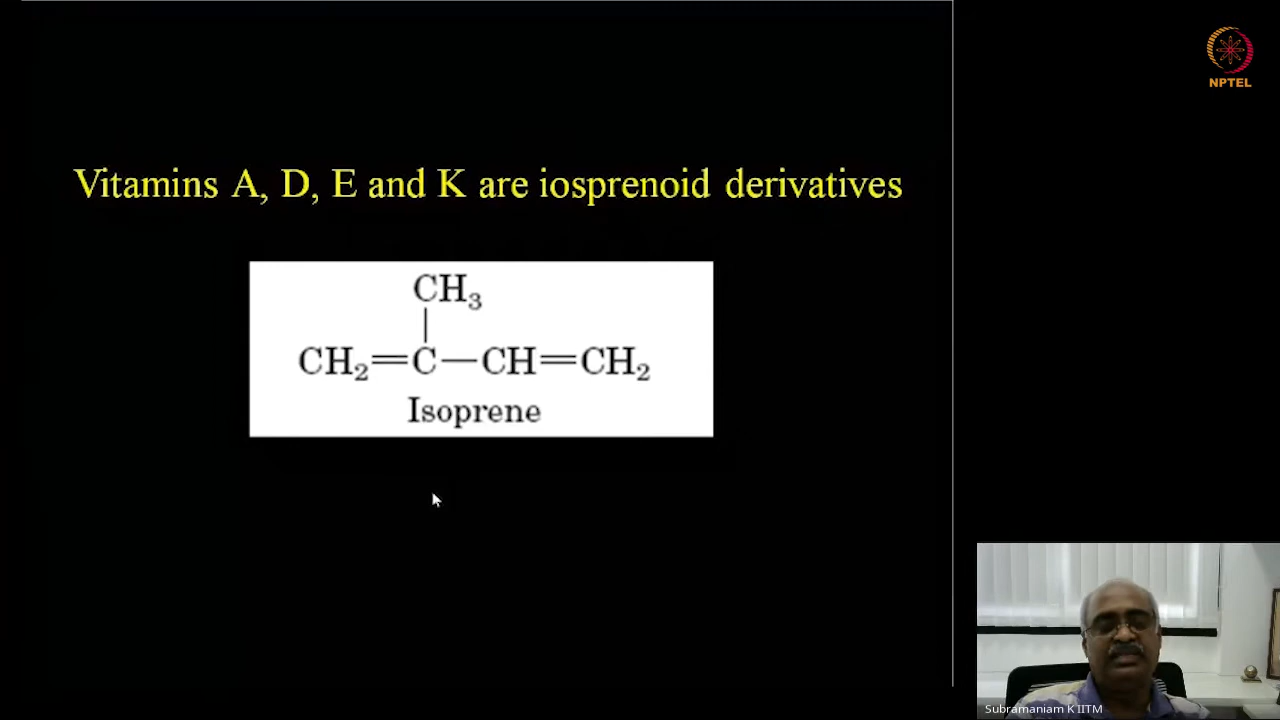 NPTEL
Vitamins A, D, E and K are iosprenoid derivatives
CH₃
CH₂=C—CH=CH₂
Isoprene
Subramaniam K IITM